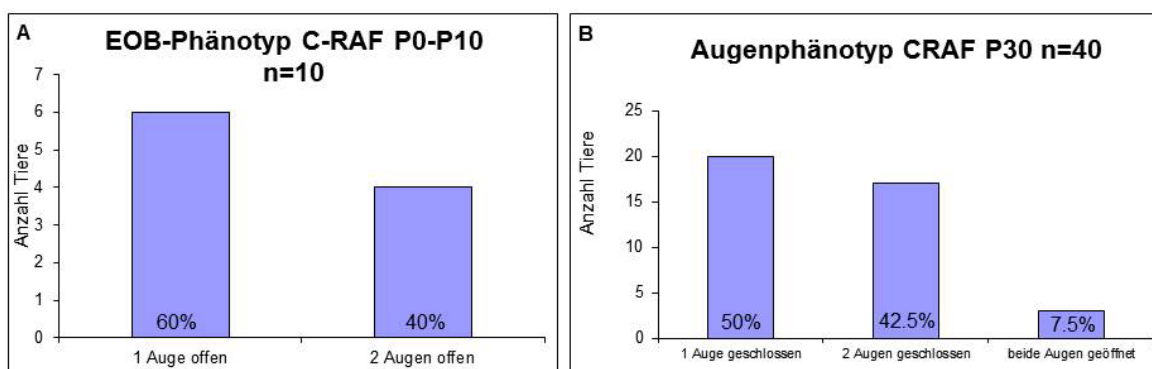 A
EOB-Phänotyp C-RAF P0-P10
n=10
Anzahl Tiere
7
6
5
4
3
2
1
0
60%
40%
1 Auge offen
2 Augen offen
B
Augenphänotyp CRAF P30 n=40
Anzahl Tiere
25
20
15
10
5
0
50%
42.5%
7.5%
1 Auge geschlossen
2 Augen geschlossen
beide Augen geöffnet